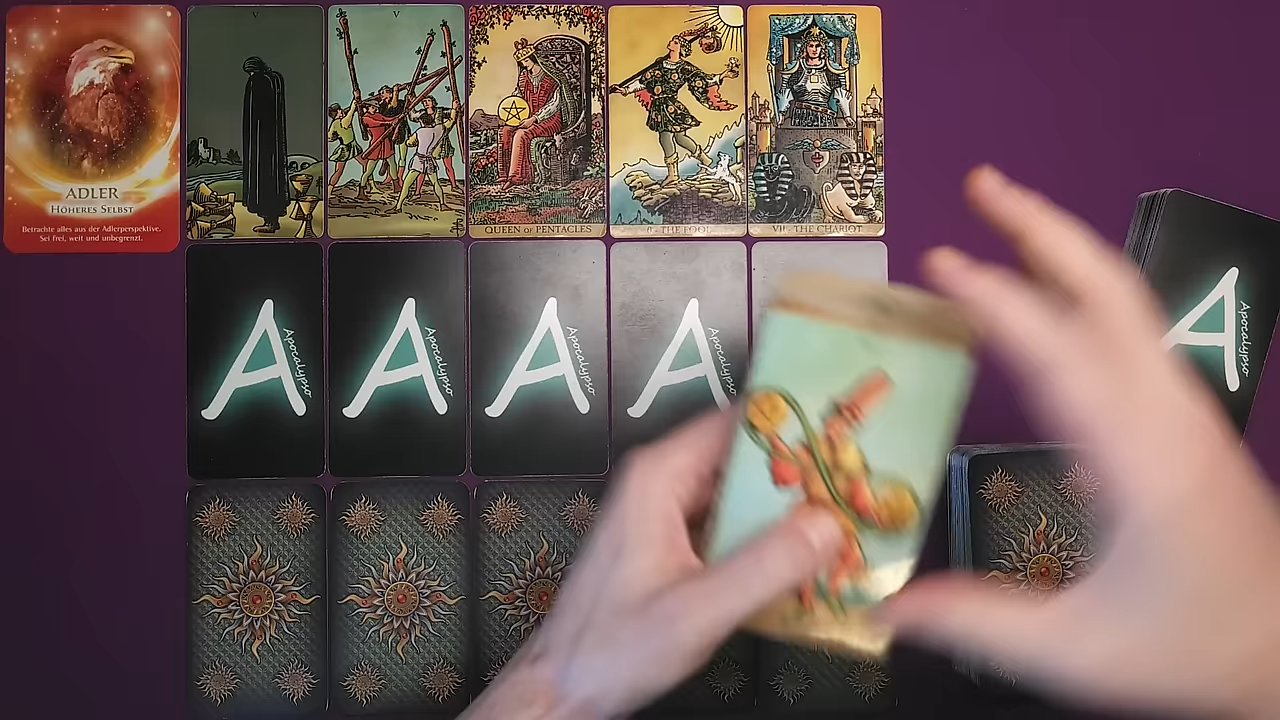 ADLER
HÖHERES SELBST
Betrachte alles aus der Adlerperspektive.
Sei frei, weit und unbegrenzt.
V
V
QUEEN OF PENTACLES
0 · THE FOOL
VII · THE CHARIOT
A
Apocalypso
A
Apocalypso
A
Apocalypso
A
Apocalypso
A
Apocalypso